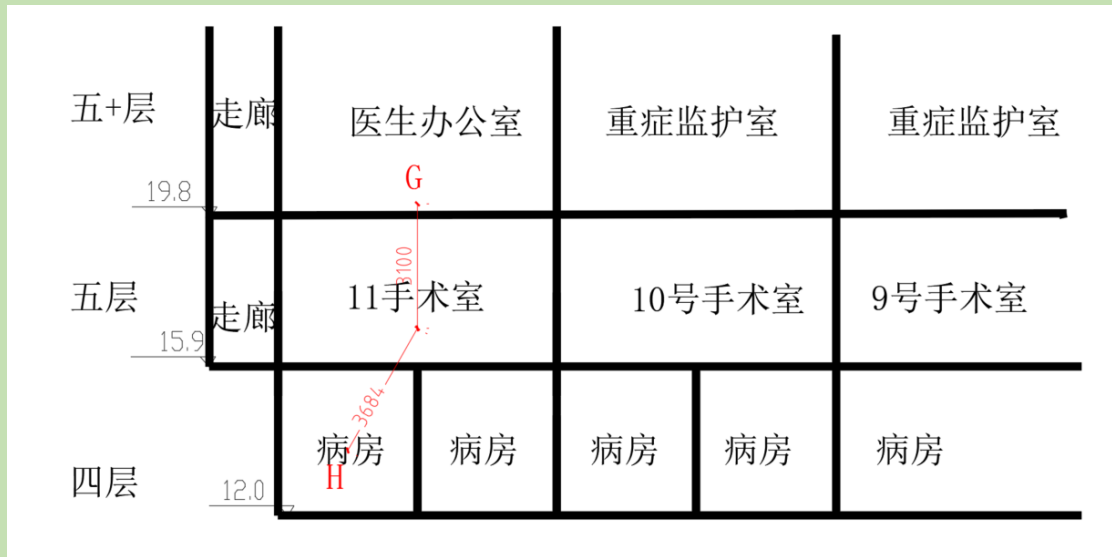 五+层
走廊
医生办公室
重症监护室
重症监护室
G
19.8
3100
五层
走廊
11手术室
10号手术室
9号手术室
15.9
3684
病房
病房
病房
病房
病房
H
四层
12.0